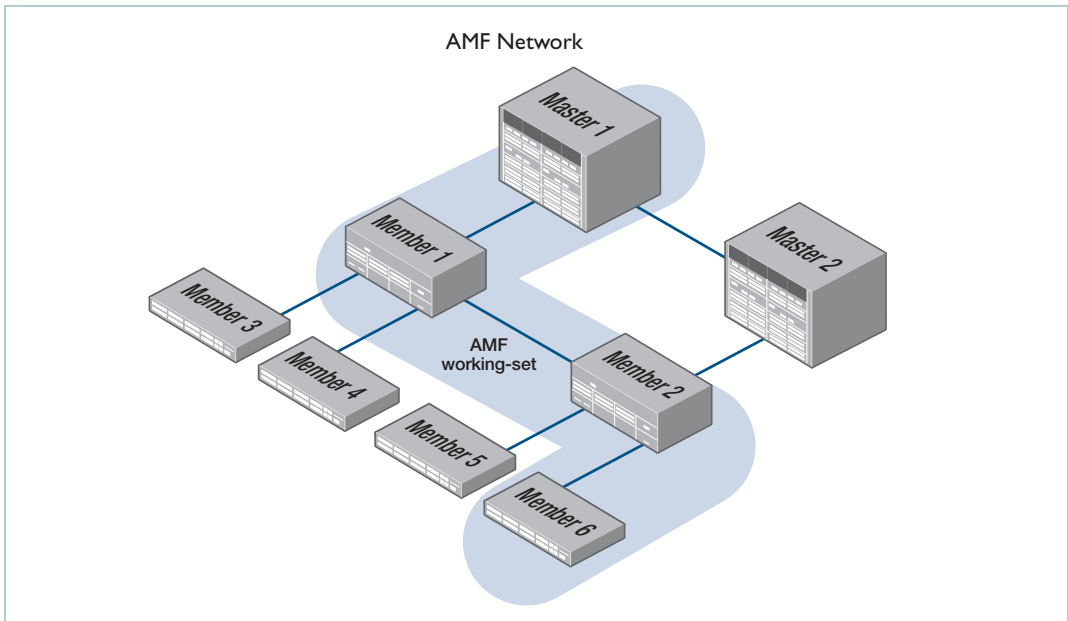 AMF Network
Master 1
Member 1
Master 2
Member 3
AMF
working-set
Member 4
Member 2
Member 5
Member 6